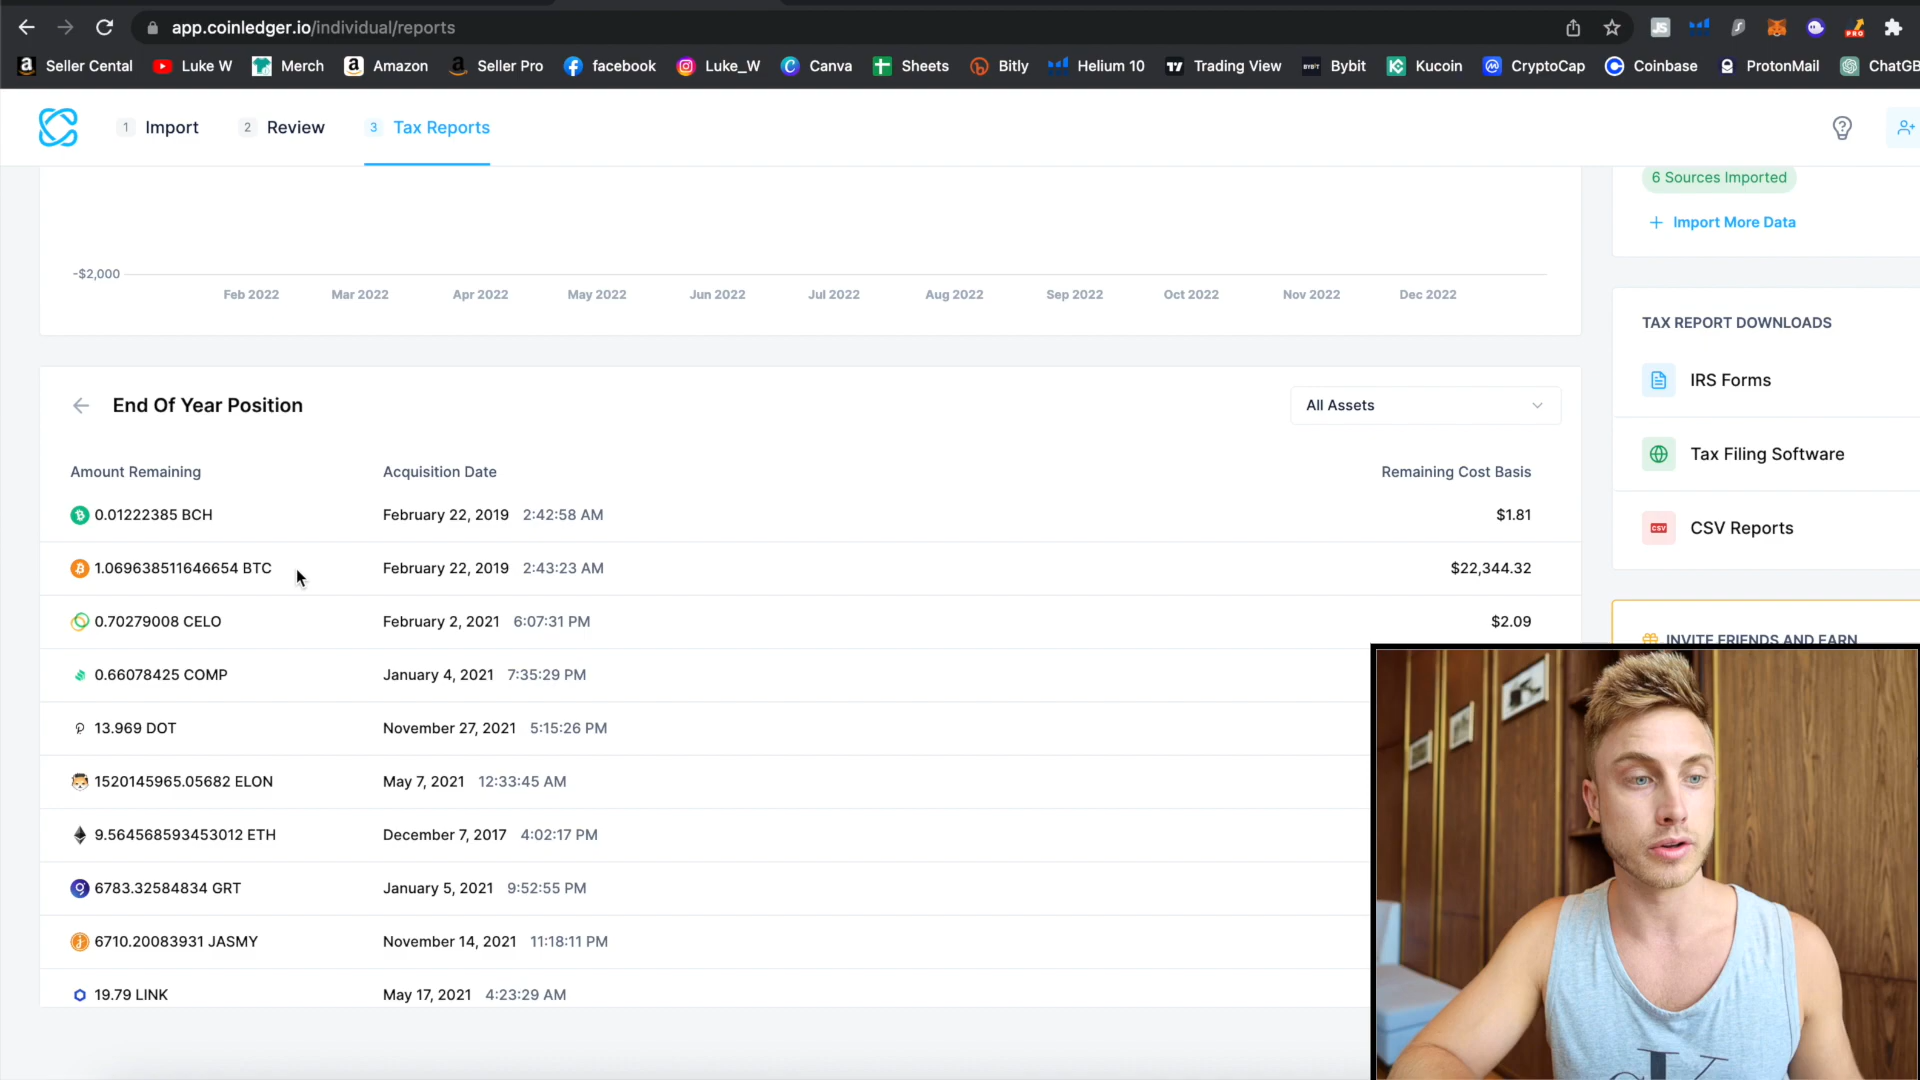 app.coinledger.io/individual/reports
JS
PRO
Seller Cental
Luke W
Merch
Amazon
Seller Pro
facebook
Luke_W
Canva
Sheets
Bitly
Helium 10
Trading View
BYBIT
Bybit
Kucoin
CryptoCap
Coinbase
ProtonMail
ChatGB
1 Import
2 Review
3 Tax Reports
6 Sources Imported
+ Import More Data
-$2,000
Feb 2022 Mar 2022 Apr 2022 May 2022 Jun 2022 Jul 2022 Aug 2022 Sep 2022 Oct 2022 Nov 2022 Dec 2022
TAX REPORT DOWNLOADS
IRS Forms
Tax Filing Software
CSV CSV Reports
INVITE FRIENDS AND EARN
End Of Year Position
All Assets
Amount Remaining Acquisition Date Remaining Cost Basis
0.01222385 BCH February 22, 2019 2:42:58 AM $1.81
1.069638511646654 BTC February 22, 2019 2:43:23 AM $22,344.32
0.70279008 CELO February 2, 2021 6:07:31 PM $2.09
0.66078425 COMP January 4, 2021 7:35:29 PM
13.969 DOT November 27, 2021 5:15:26 PM
1520145965.05682 ELON May 7, 2021 12:33:45 AM
9.564568593453012 ETH December 7, 2017 4:02:17 PM
6783.32584834 GRT January 5, 2021 9:52:55 PM
6710.20083931 JASMY November 14, 2021 11:18:11 PM
19.79 LINK May 17, 2021 4:23:29 AM
CK